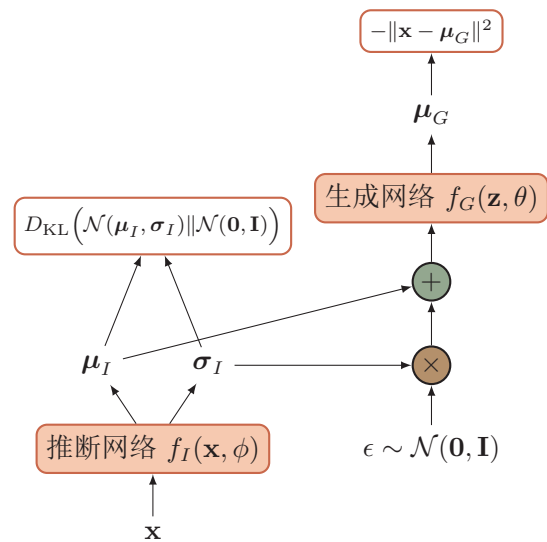 −‖x − μ_G‖²
μ_G
生成网络 f_G(z, θ)
D_KL(𝒩(μ_I, σ_I)‖𝒩(0, I))
+
μ_I
σ_I
×
推断网络 f_I(x, ϕ)
ϵ ∼ 𝒩(0, I)
x